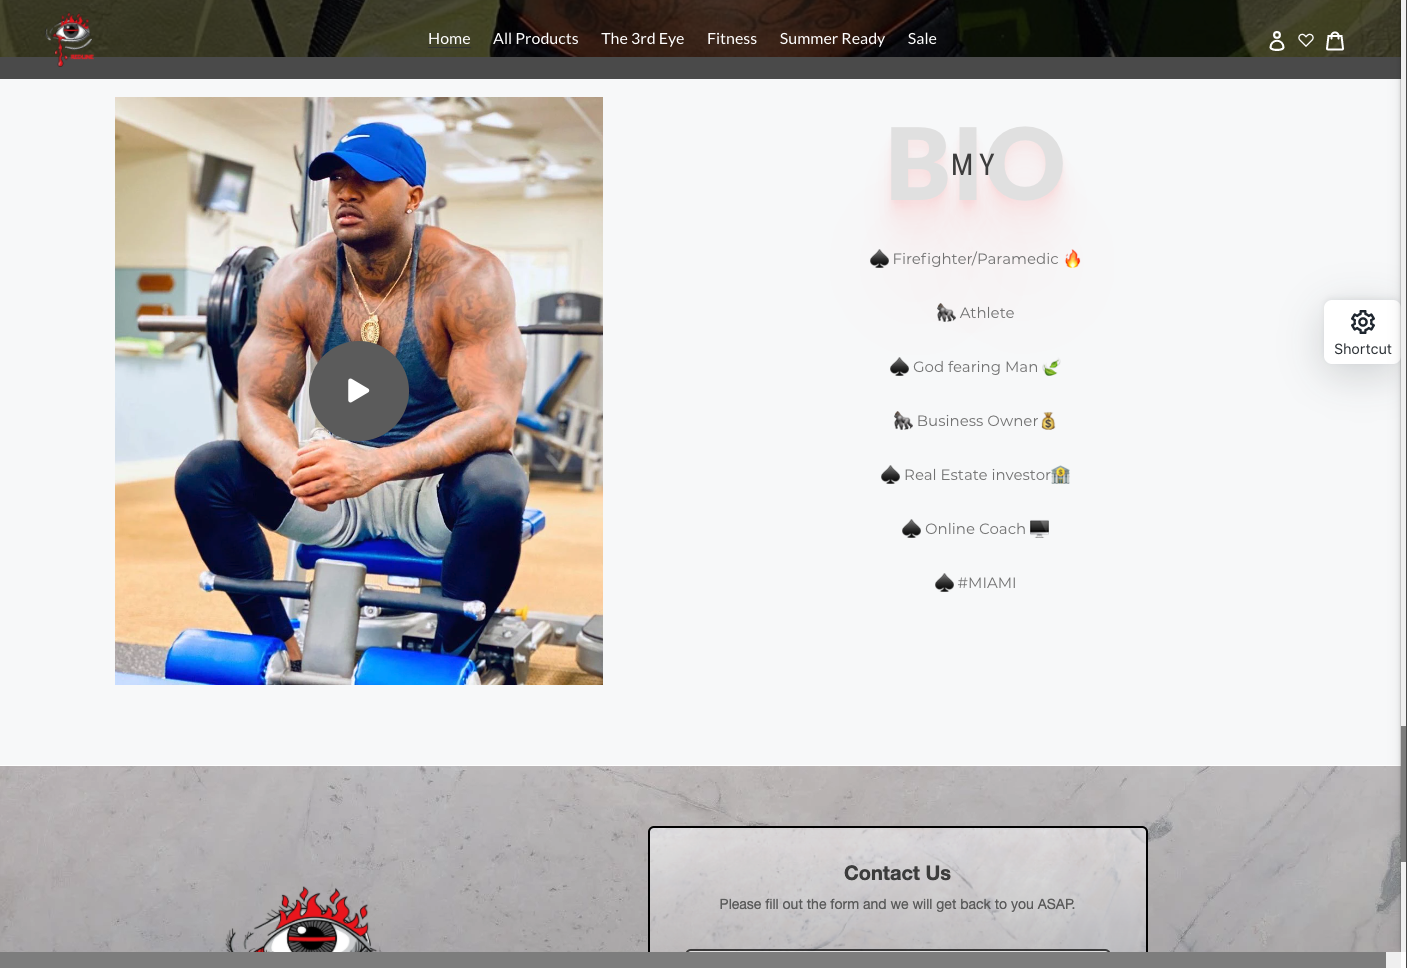 Home All Products The 3rd Eye Fitness Summer Ready Sale
BIO
MY
♠️ Firefighter/Paramedic 🔥
🦍 Athlete
♠️ God fearing Man 🍃
🦍 Business Owner💰
♠️ Real Estate investor🏦
♠️ Online Coach 🖥️
♠️ #MIAMI
Shortcut
Contact Us
Please fill out the form and we will get back to you ASAP.